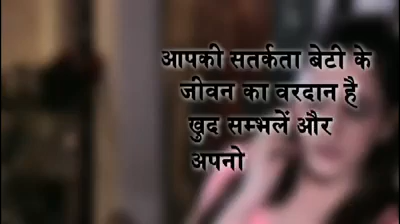 आपकी सतर्कता बेटी के
जीवन का वरदान है
खुद सम्भलें और
अपनो